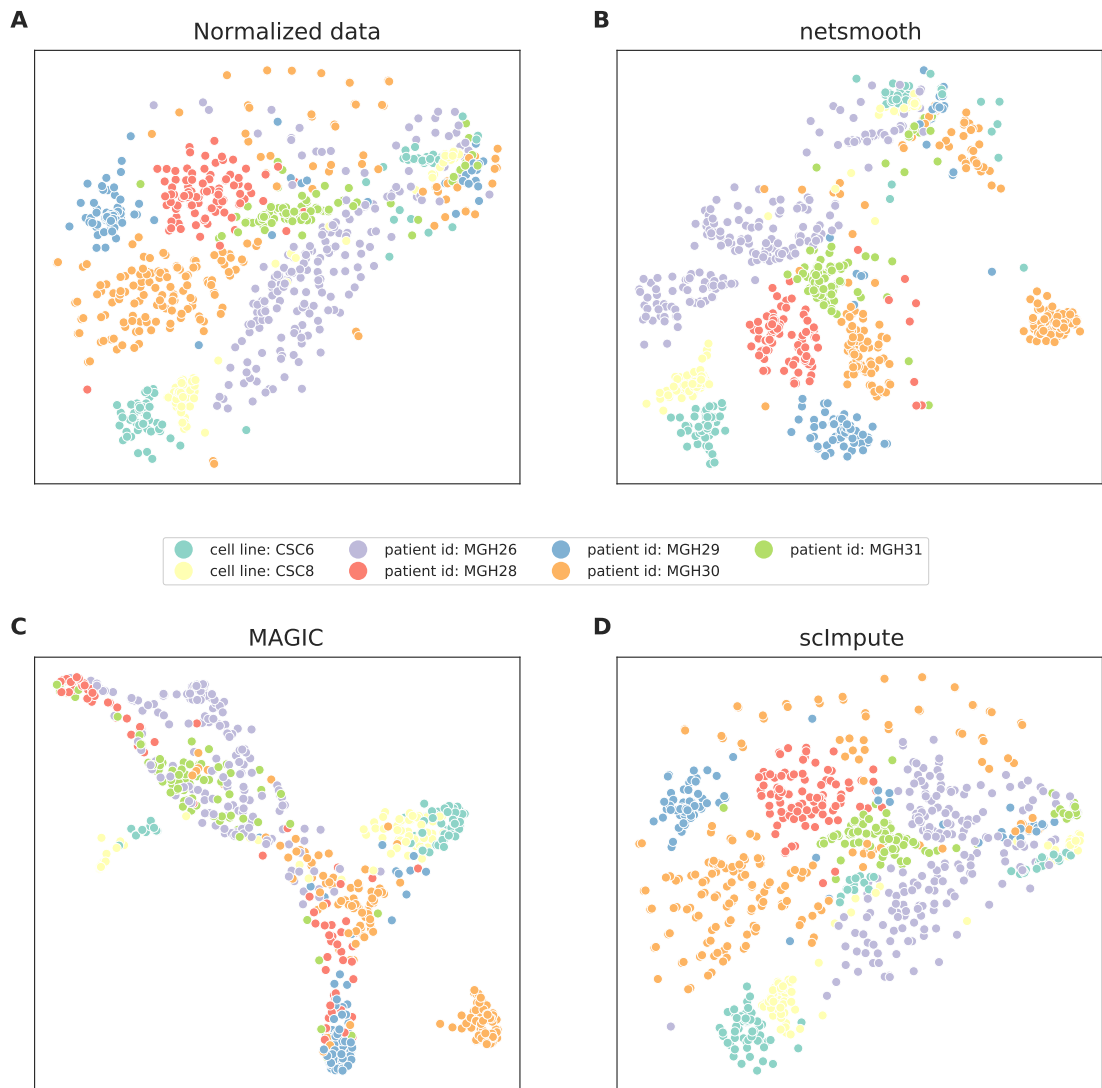 A
Normalized data
B
netsmooth
cell line: CSC6
patient id: MGH26
patient id: MGH29
patient id: MGH31
cell line: CSC8
patient id: MGH28
patient id: MGH30
C
MAGIC
D
scImpute